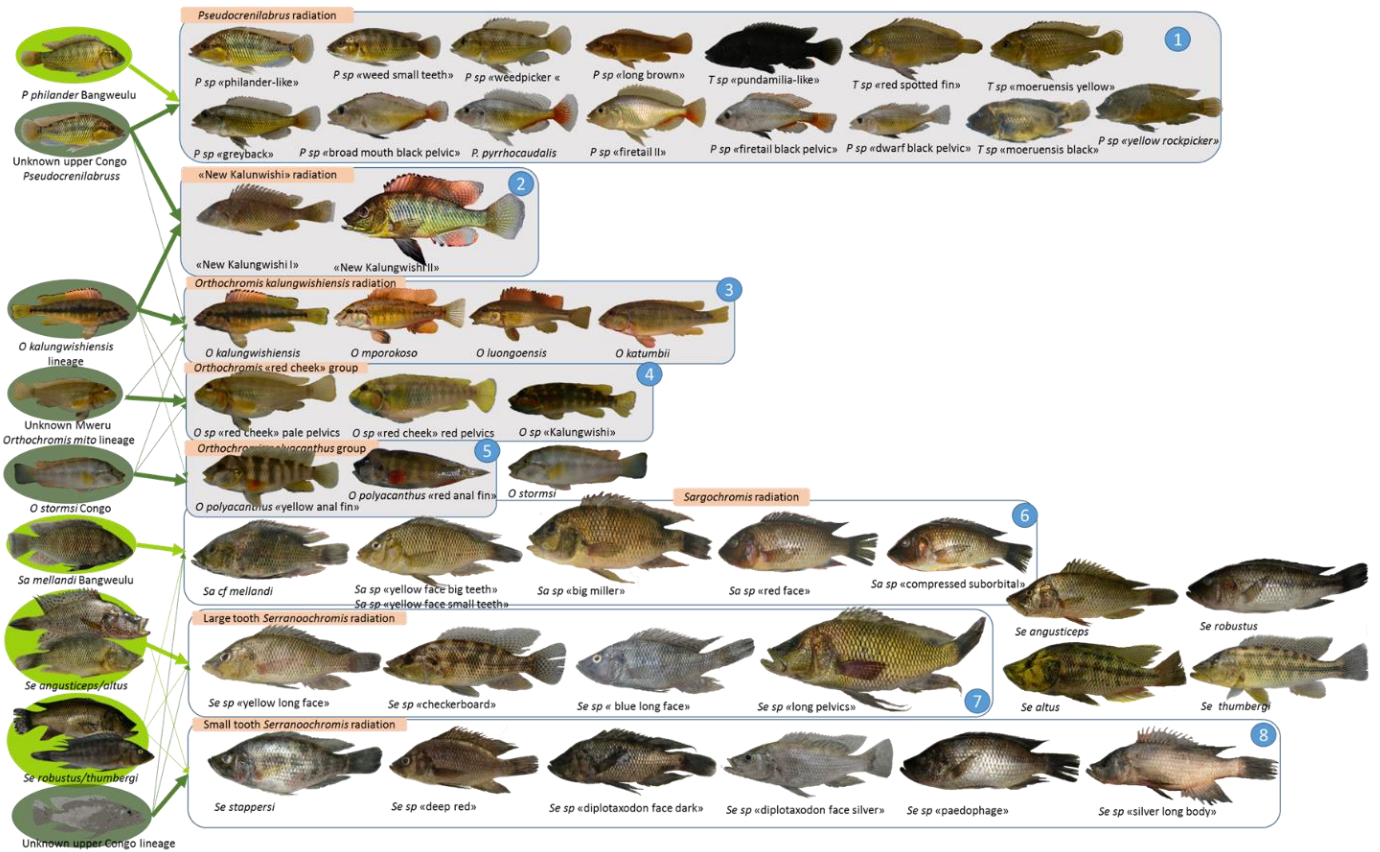 Pseudocrenilabrus radiation
1
P sp «philander-like»
P sp «weed small teeth»
P sp «weedpicker «
P sp «long brown»
T sp «pundamilia-like»
T sp «red spotted fin»
T sp «moeruensis yellow»
P philander Bangweulu
P sp «greyback»
P sp «broad mouth black pelvic»
P. pyrrhocaudalis
P sp «firetail II»
P sp «firetail black pelvic»
P sp «dwarf black pelvic»
T sp «moeruensis black»
P sp «yellow rockpicker»
Unknown upper Congo
Pseudocrenilabruss
«New Kalunwishi» radiation
2
«New Kalungwishi I»
«New Kalungwishi II»
Orthochromis kalungwishiensis radiation
3
O kalungwishiensis
O mporokoso
O luongoensis
O katumbii
O kalungwishiensis
lineage
Orthochromis «red cheek» group
4
O sp «red cheek» pale pelvics
O sp «red cheek» red pelvics
O sp «Kalungwishi»
Unknown Mweru
Orthochromis mito lineage
Orthochromis polyacanthus group
5
O polyacanthus «yellow anal fin»
O polyacanthus «red anal fin»
O stormsi
O stormsi Congo
Sargochromis radiation
6
Sa cf mellandi
Sa sp «yellow face big teeth»
Sa sp «yellow face small teeth»
Sa sp «big miller»
Sa sp «red face»
Sa sp «compressed suborbital»
Sa mellandi Bangweulu
Large tooth Serranochromis radiation
Se angusticeps
Se robustus
Se sp «yellow long face»
Se sp «checkerboard»
Se sp « blue long face»
Se sp «long pelvics»
7
Se altus
Se thumbergi
Se angusticeps/altus
Small tooth Serranochromis radiation
8
Se robustus/thumbergi
Se stappersi
Se sp «deep red»
Se sp «diplotaxodon face dark»
Se sp «diplotaxodon face silver»
Se sp «paedophage»
Se sp «silver long body»
Unknown upper Congo lineage